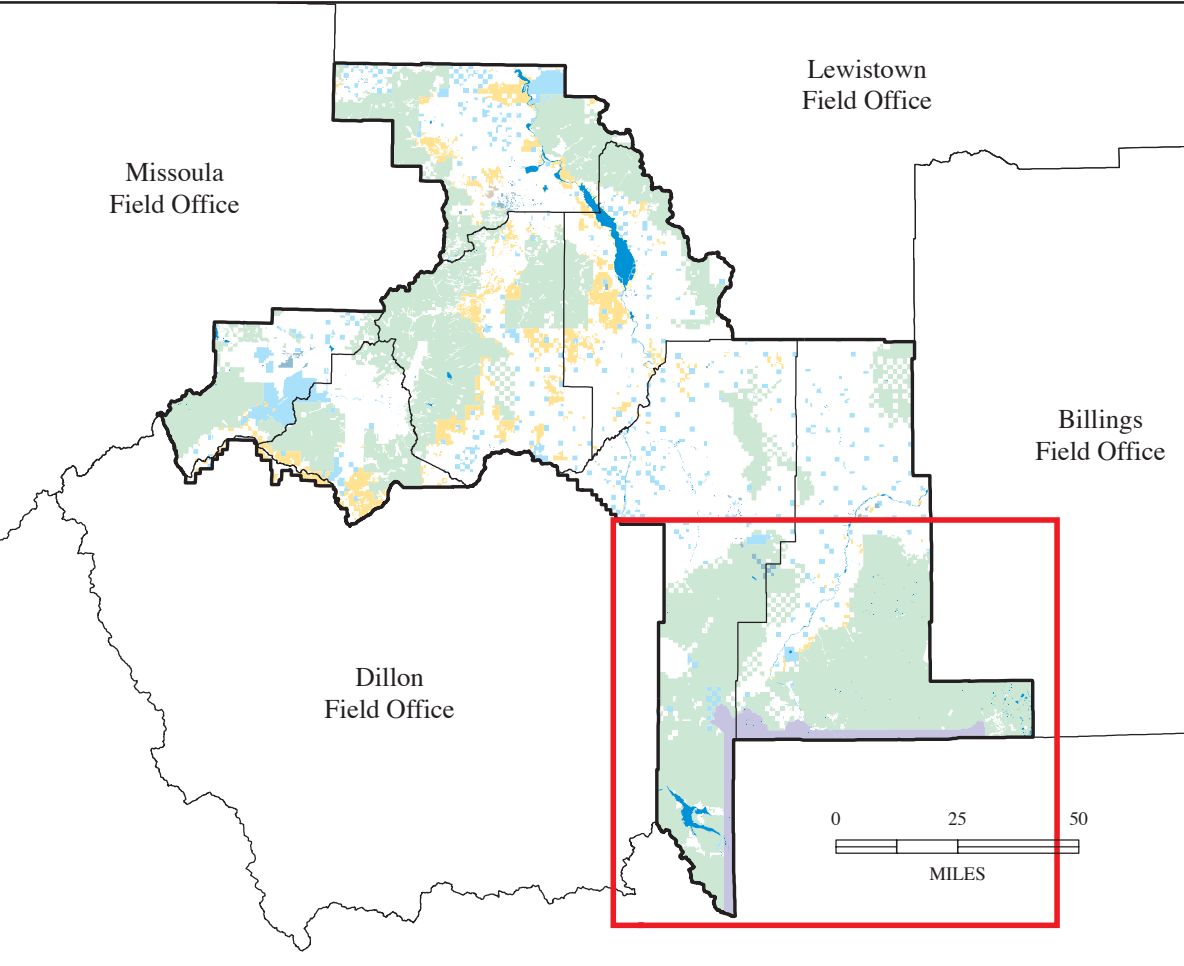 Lewistown
Field Office
Missoula
Field Office
Billings
Field Office
Dillon
Field Office
0 25 50
MILES